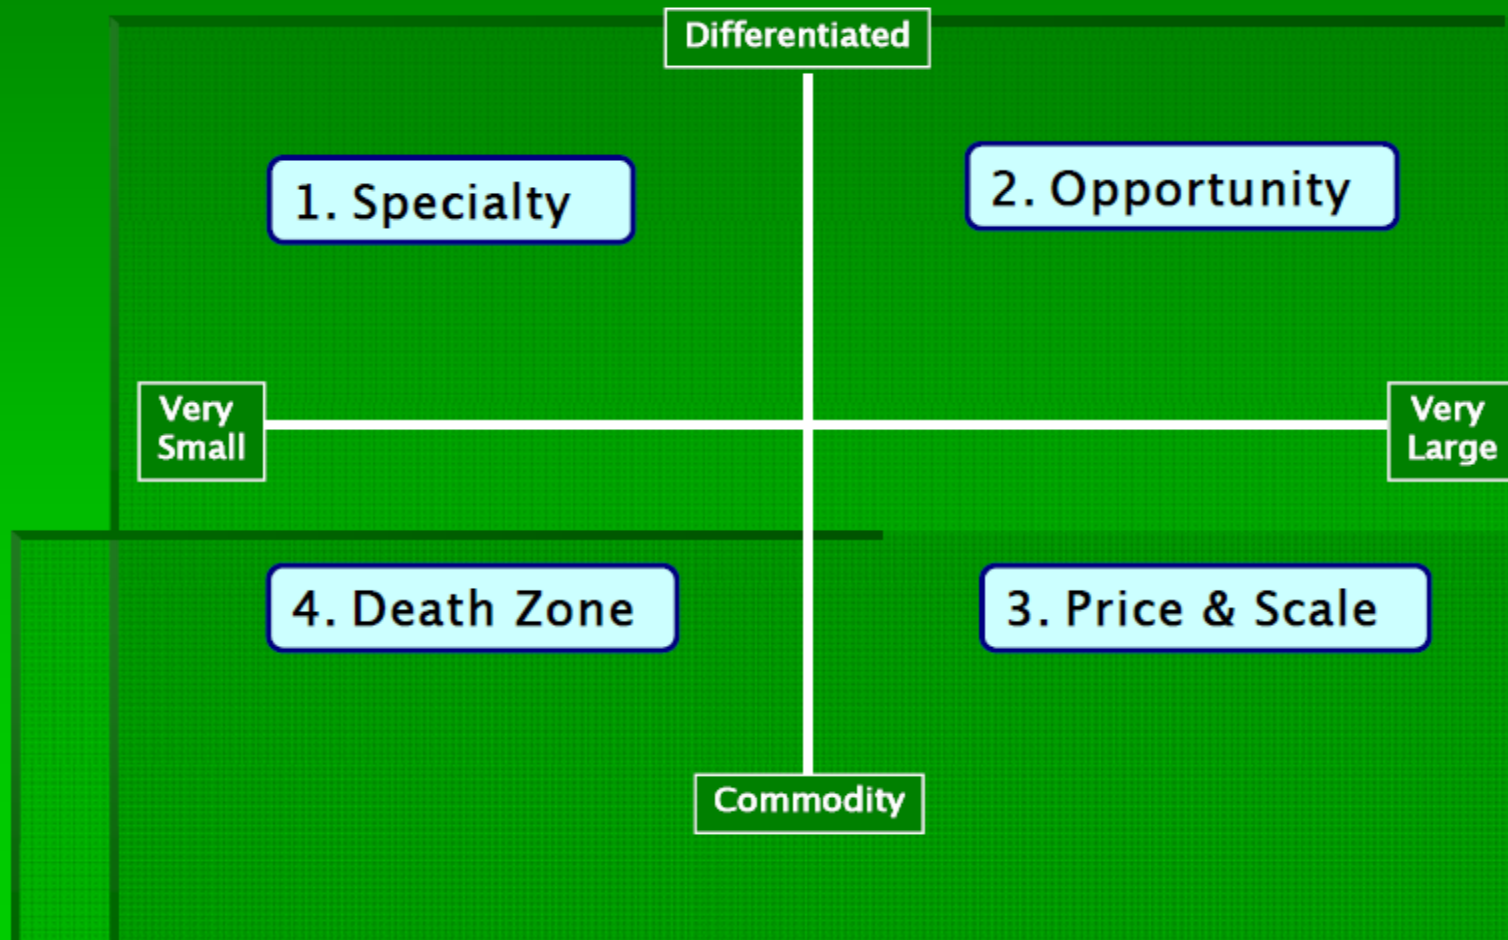 Differentiated
1. Specialty
2. Opportunity
Very
Small
Very
Large
4. Death Zone
3. Price & Scale
Commodity